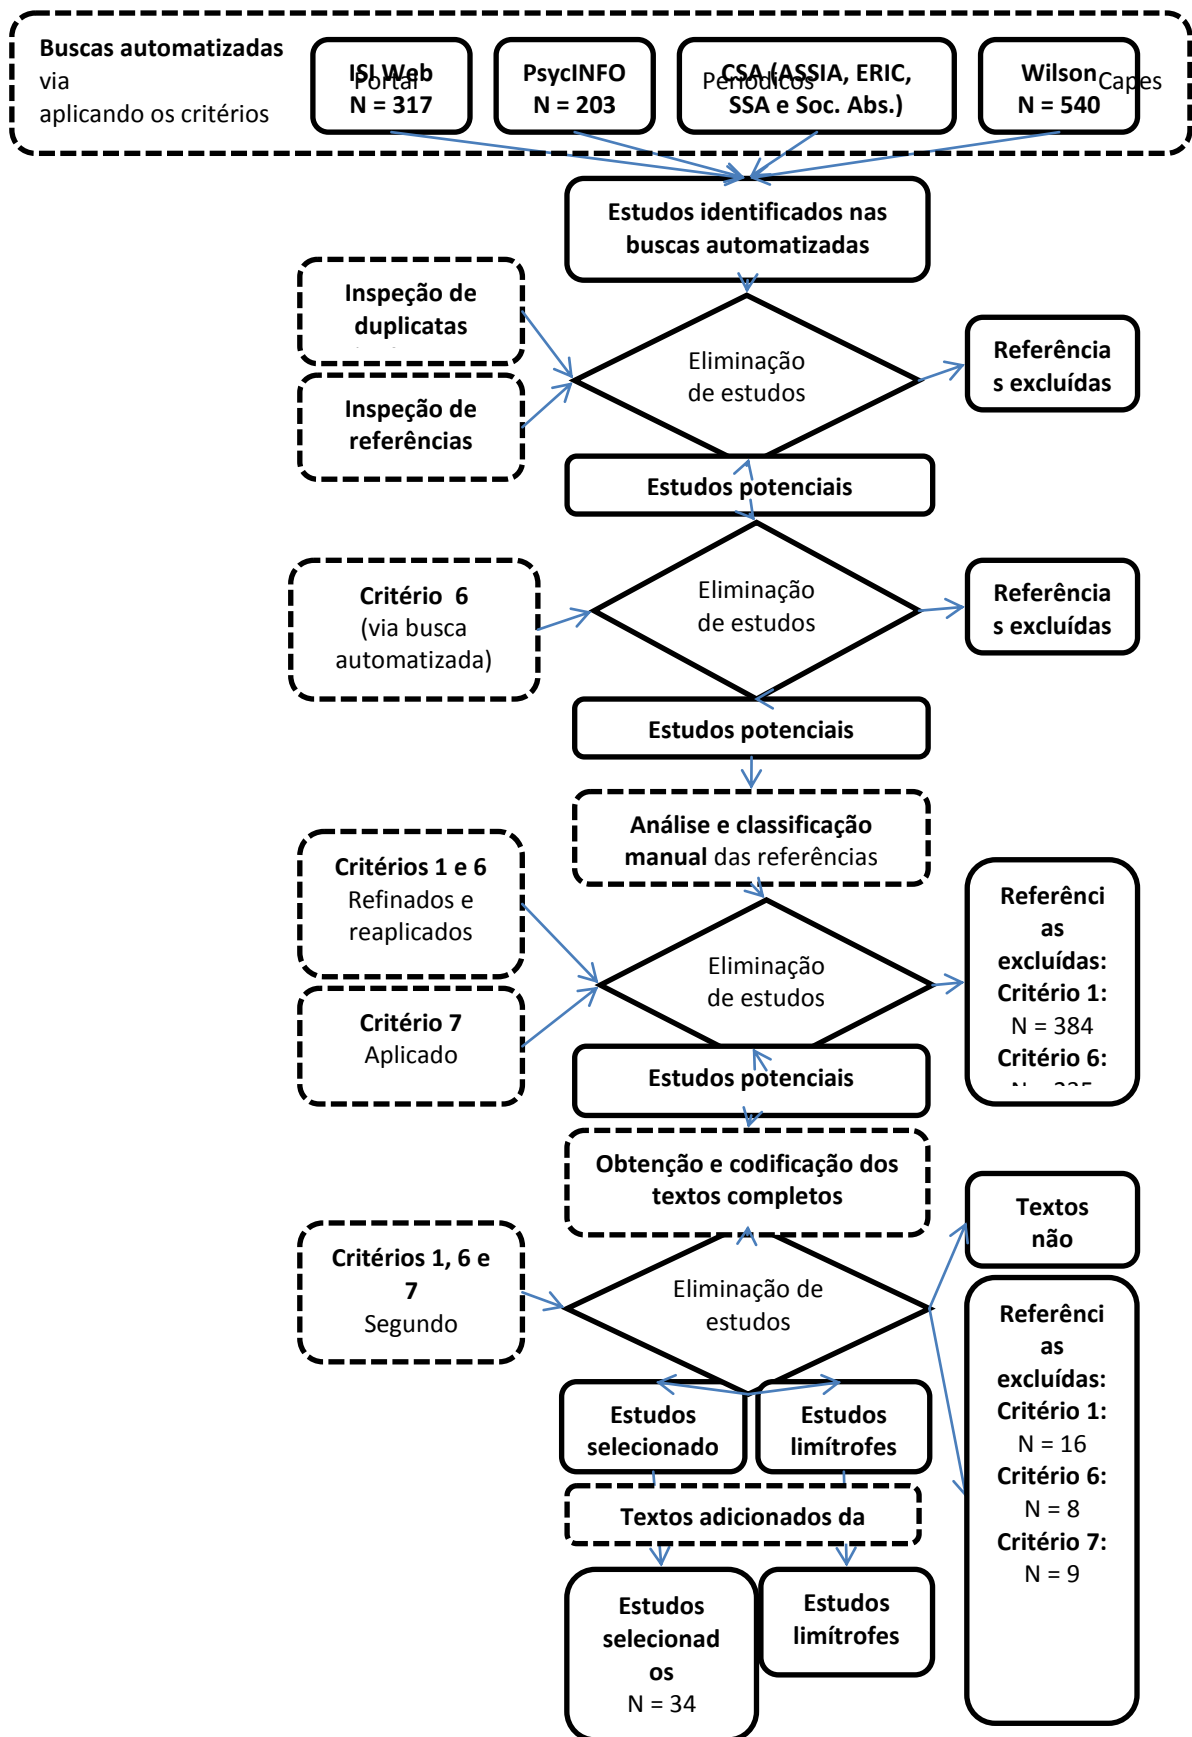 Buscas automatizadas
via Portal Periódicos Capes
aplicando os critérios
ISI Web
N = 317
PsycINFO
N = 203
CSA (ASSIA, ERIC,
SSA e Soc. Abs.)
Wilson
N = 540
Estudos identificados nas
buscas automatizadas
Inspeção de
duplicatas
Inspeção de
referências
Eliminação
de estudos
Referência
s excluídas
Estudos potenciais
Critério 6
(via busca
automatizada)
Eliminação
de estudos
Referência
s excluídas
Estudos potenciais
Análise e classificação
manual das referências
Critérios 1 e 6
Refinados e
reaplicados
Critério 7
Aplicado
Eliminação
de estudos
Referênci
as
excluídas:
Critério 1:
N = 384
Critério 6:
Estudos potenciais
Obtenção e codificação dos
textos completos
Critérios 1, 6 e
7
Segundo
Eliminação de
estudos
Textos
não
Referênci
as
excluídas:
Critério 1:
N = 16
Critério 6:
N = 8
Critério 7:
N = 9
Estudos
selecionado
Estudos
limítrofes
Textos adicionados da
Estudos
selecionad
os
N = 34
Estudos
limítrofes